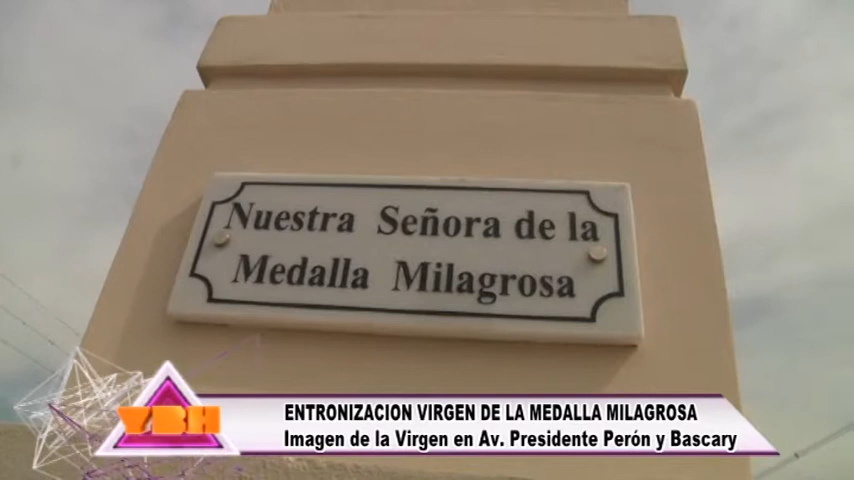 Nuestra Señora de la
Medalla Milagrosa
YBH
ENTRONIZACION VIRGEN DE LA MEDALLA MILAGROSA
Imagen de la Virgen en Av. Presidente Perón y Bascary